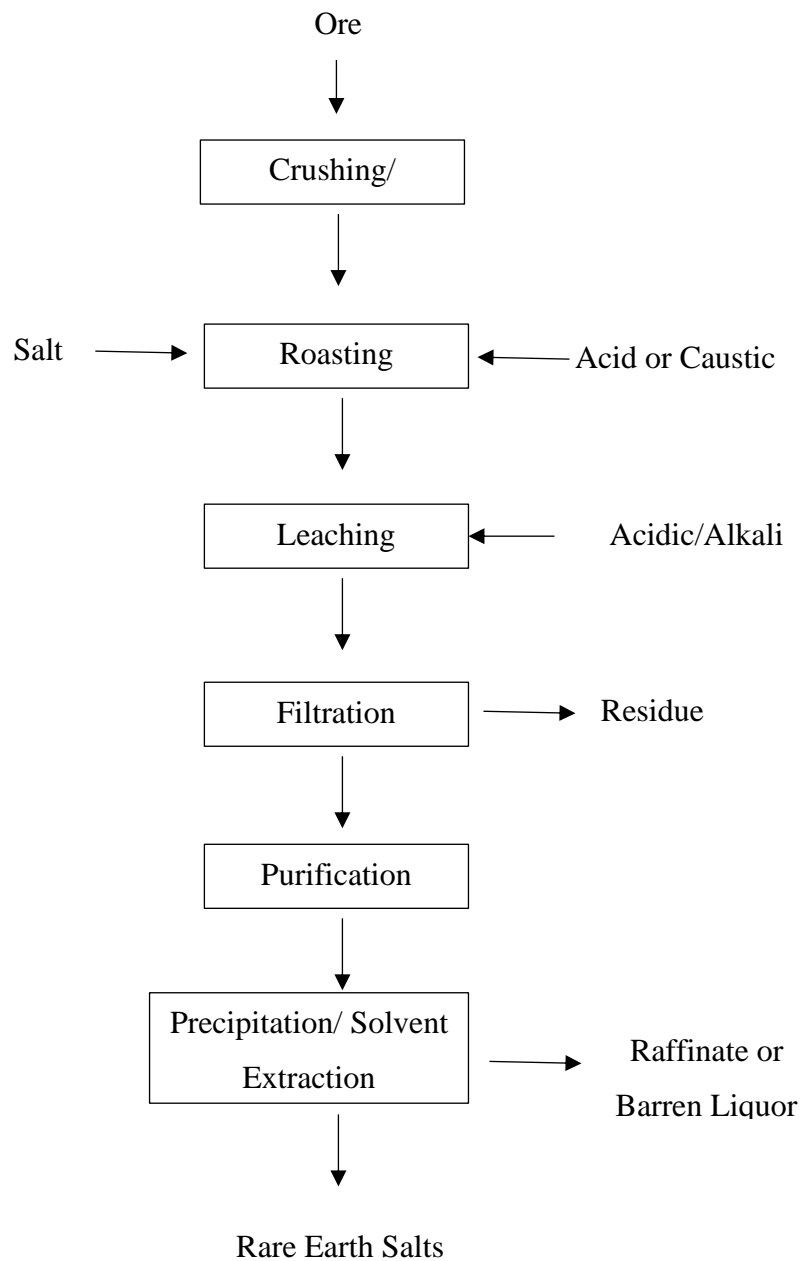 Ore
Crushing/
Salt
Roasting
Acid or Caustic
Leaching
Acidic/Alkali
Filtration
Residue
Purification
Precipitation/ Solvent
Extraction
Raffinate or
Barren Liquor
Rare Earth Salts